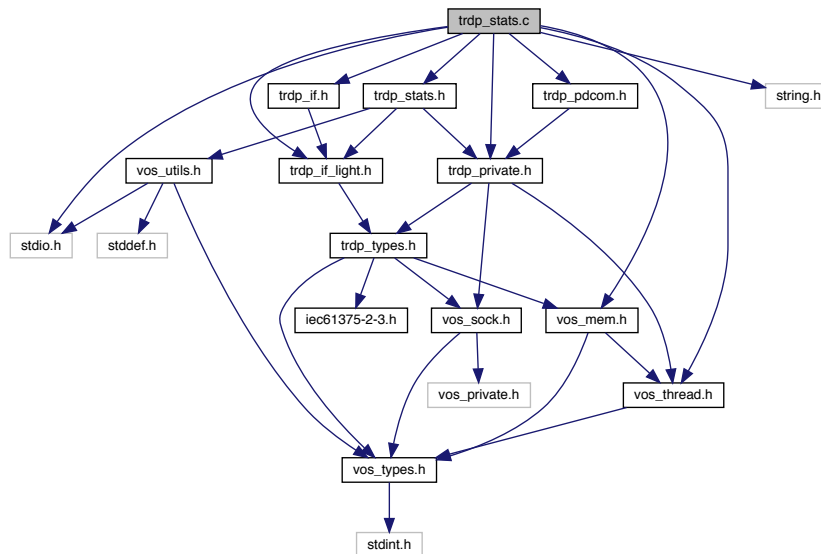 trdp_stats.c
trdp_if.h
trdp_stats.h
trdp_pdcom.h
string.h
vos_utils.h
trdp_if_light.h
trdp_private.h
stdio.h
stddef.h
trdp_types.h
iec61375-2-3.h
vos_sock.h
vos_mem.h
vos_private.h
vos_thread.h
vos_types.h
stdint.h